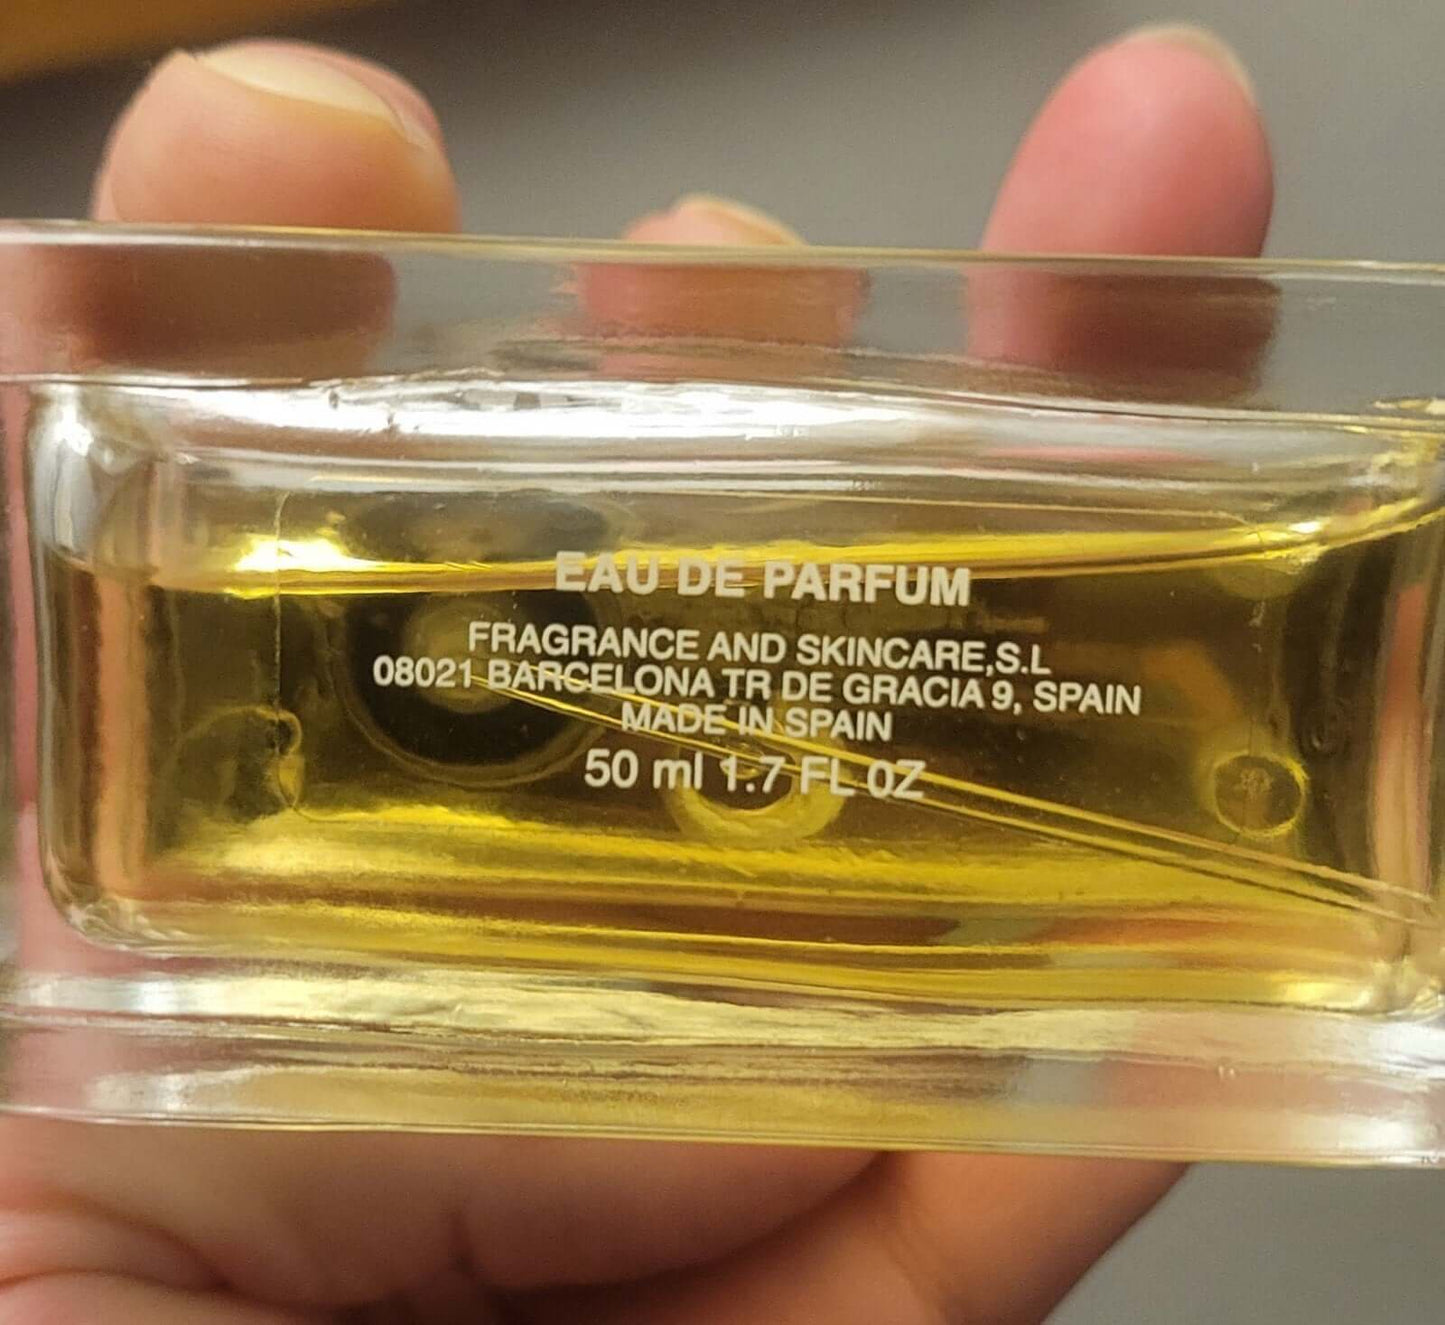 EAU DE PARFUM
FRAGRANCE AND SKINCARE,S.L
08021 BARCELONA TR DE GRACIA 9, SPAIN
MADE IN SPAIN
50 ml 1.7 FL 0Z